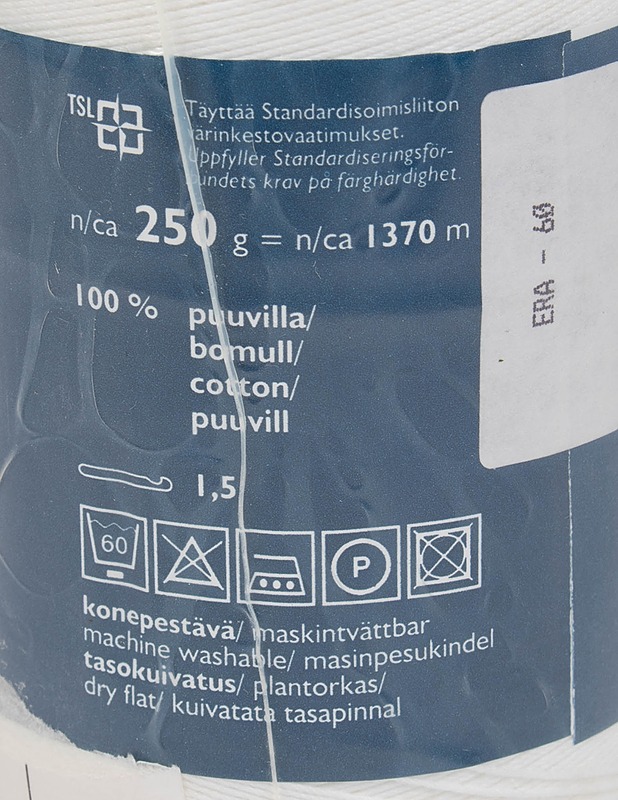 TSL
Täyttää Standardisoimisliiton
värinkestovaatimukset.
Uppfyller Standardiseringsför-
bundets krav på färghärdighet.
n/ca 250 g = n/ca 1370 m
100 % puuvilla/
bomull/
cotton/
puuvill
1,5
60
P
konepestävä/ maskintvättbar
machine washable/ masinpesukindel
tasokuivatus/ plantorkas/
dry flat/ kuivatata tasapinnal
ERA - 60